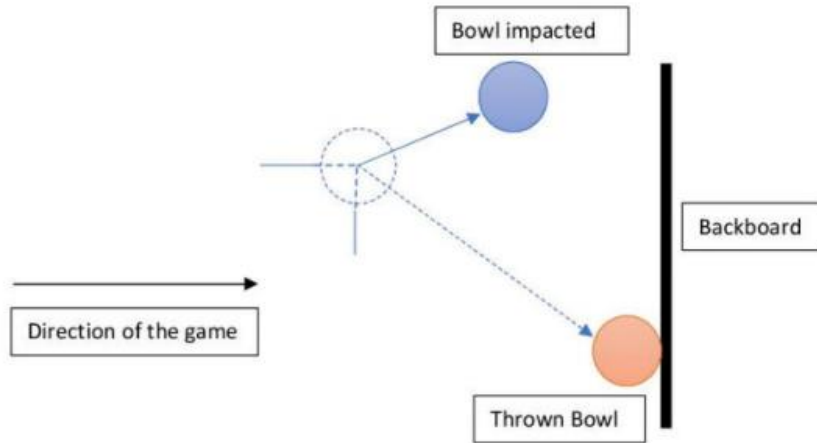 Bowl impacted
Backboard
Direction of the game
Thrown Bowl